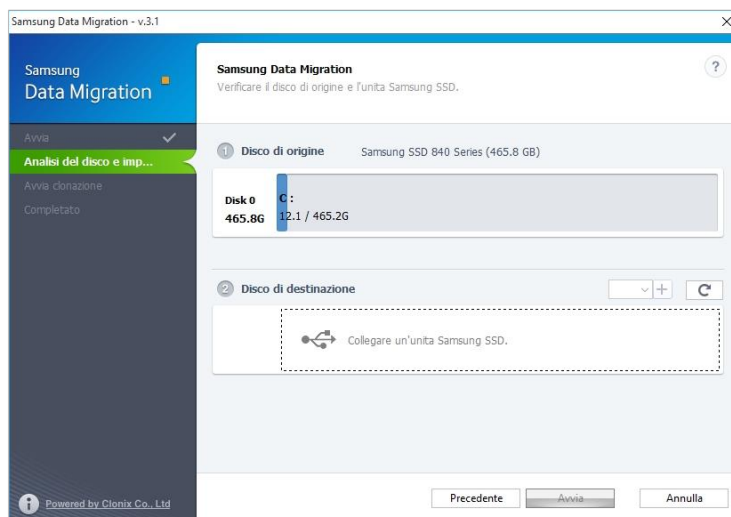 Samsung Data Migration - v.3.1
Samsung
Data Migration
Samsung Data Migration
Verificare il disco di origine e l'unita Samsung SSD.
?
Avvia
Analisi del disco e imp...
Avvia clonazione
Completato
1 Disco di origine Samsung SSD 840 Series (465.8 GB)
Disk 0
465.8G
C :
12.1 / 465.2G
2 Disco di destinazione
Collegare un'unita Samsung SSD.
Powered by Clonix Co., Ltd
Precedente Avvia Annulla